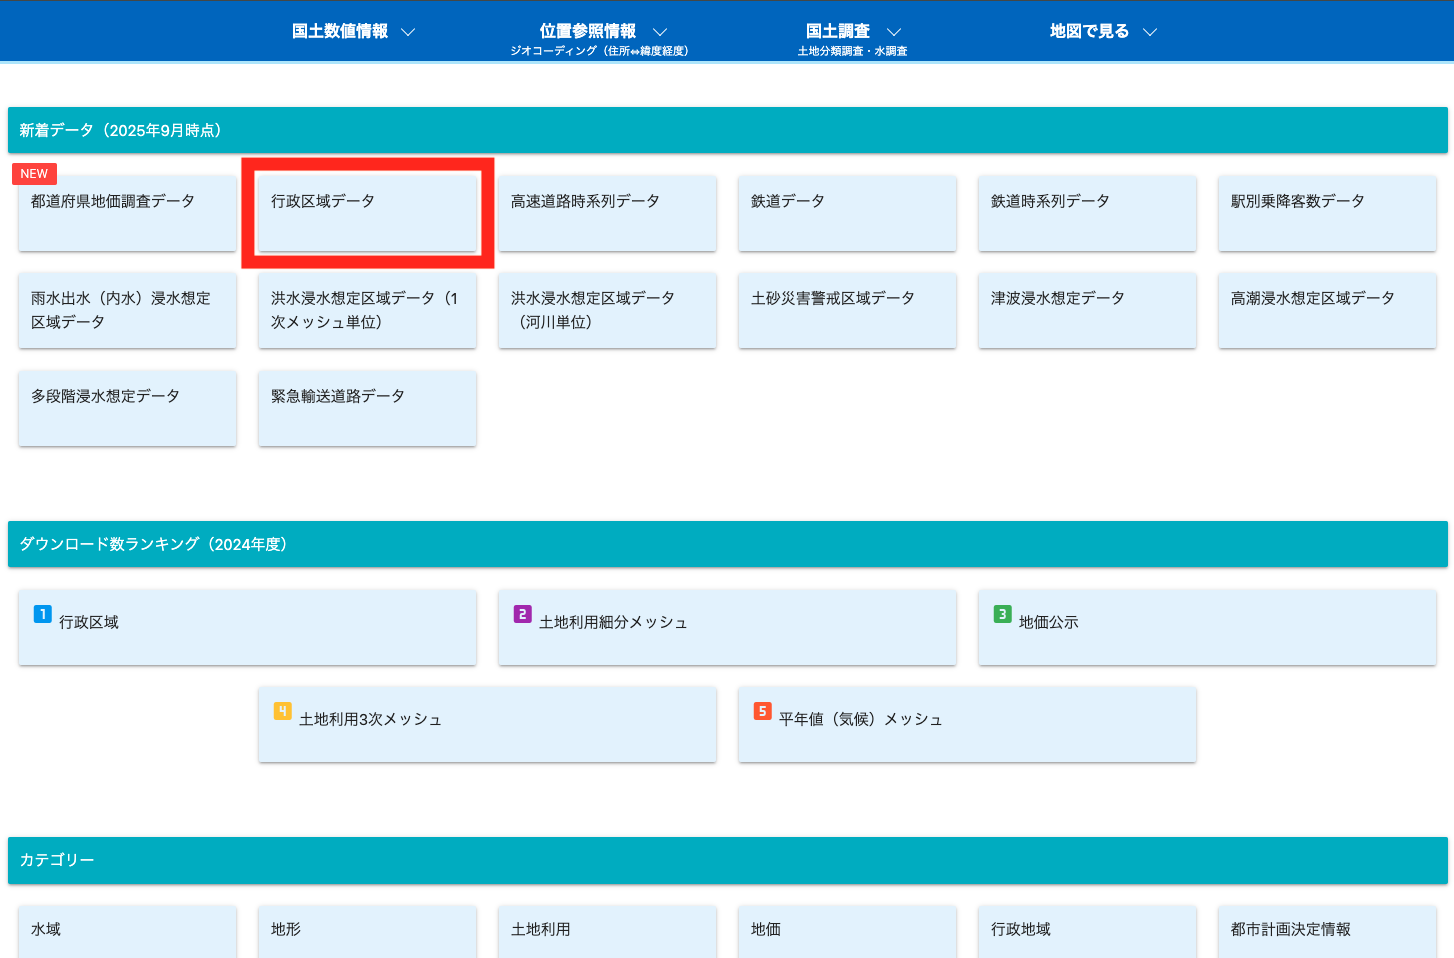 国土数値情報
位置参照情報
ジオコーディング（住所⇔緯度経度）
国土調査
土地分類調査・水調査
地図で見る
新着データ（2025年9月時点）
NEW
都道府県地価調査データ
行政区域データ
高速道路時系列データ
鉄道データ
鉄道時系列データ
駅別乗降客数データ
雨水出水（内水）浸水想定
区域データ
洪水浸水想定区域データ（1
次メッシュ単位）
洪水浸水想定区域データ
（河川単位）
土砂災害警戒区域データ
津波浸水想定データ
高潮浸水想定区域データ
多段階浸水想定データ
緊急輸送道路データ
ダウンロード数ランキング（2024年度）
1 行政区域
2 土地利用細分メッシュ
3 地価公示
4 土地利用3次メッシュ
5 平年値（気候）メッシュ
カテゴリー
水域
地形
土地利用
地価
行政地域
都市計画決定情報